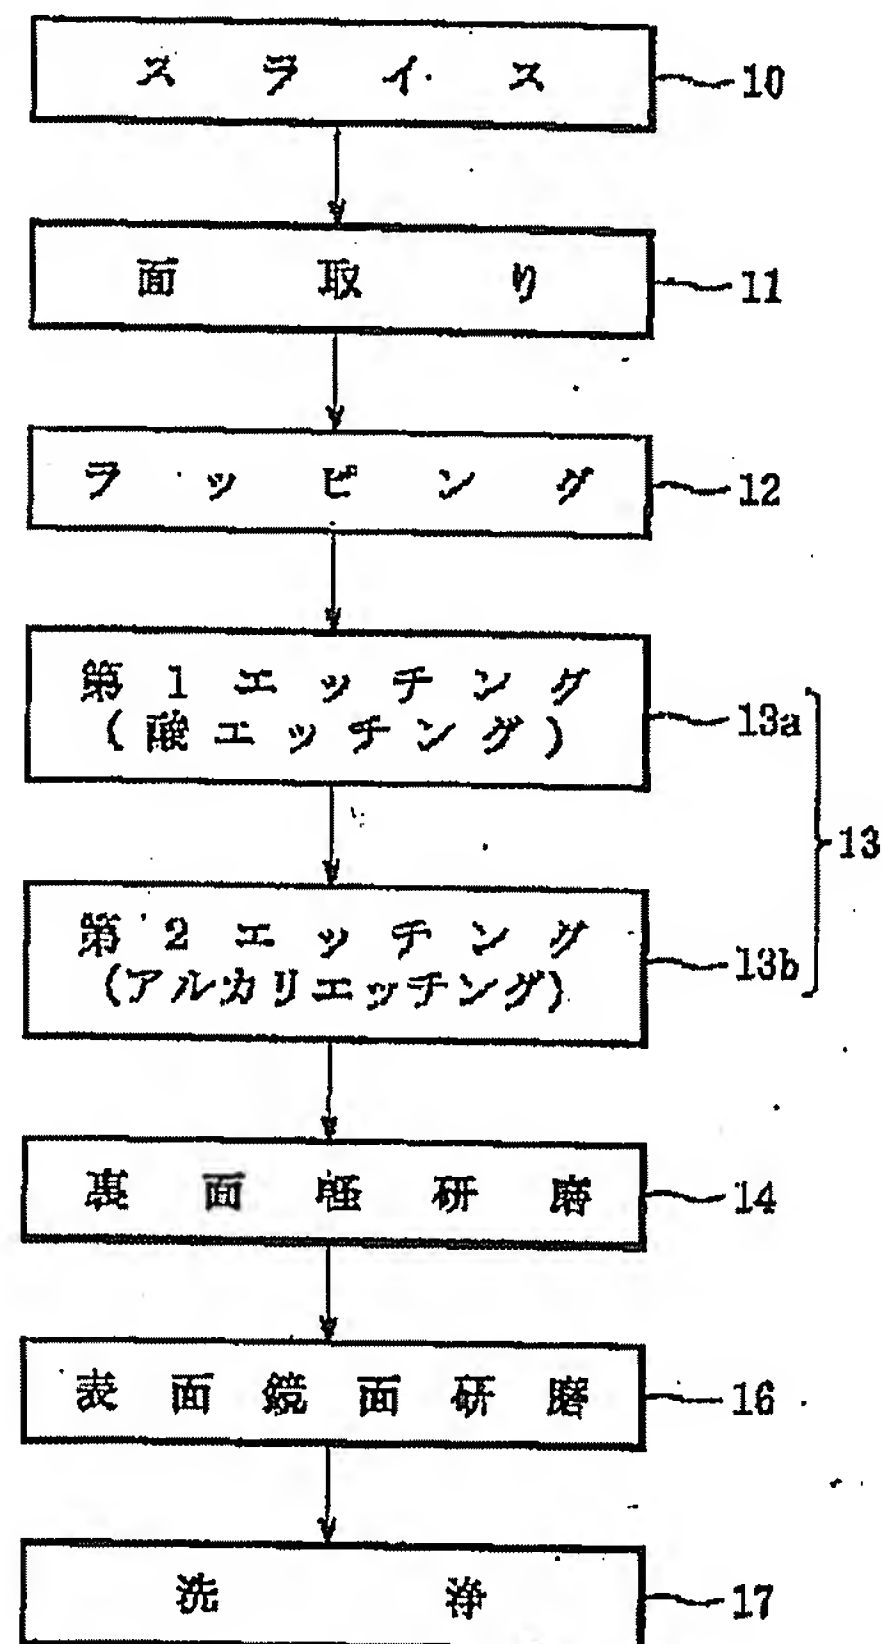 スライス 10
面取り 11
ラッピング 12
第1エッチング
(酸エッチング) 13a
13
第2エッチング
(アルカリエッチング) 13b
裏面軽研磨 14
表面鏡面研磨 16
洗浄 17